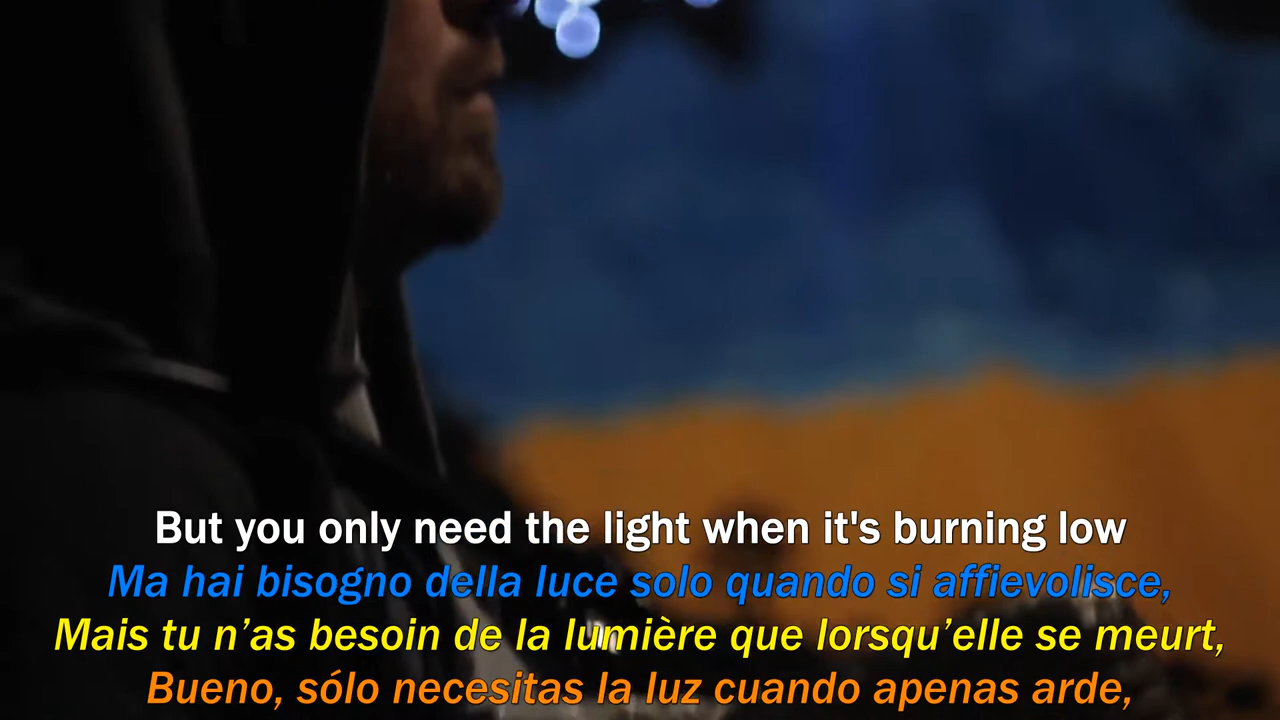 But you only need the light when it's burning low
Ma hai bisogno della luce solo quando si affievolisce,
Mais tu n’as besoin de la lumière que lorsqu’elle se meurt,
Bueno, sólo necesitas la luz cuando apenas arde,